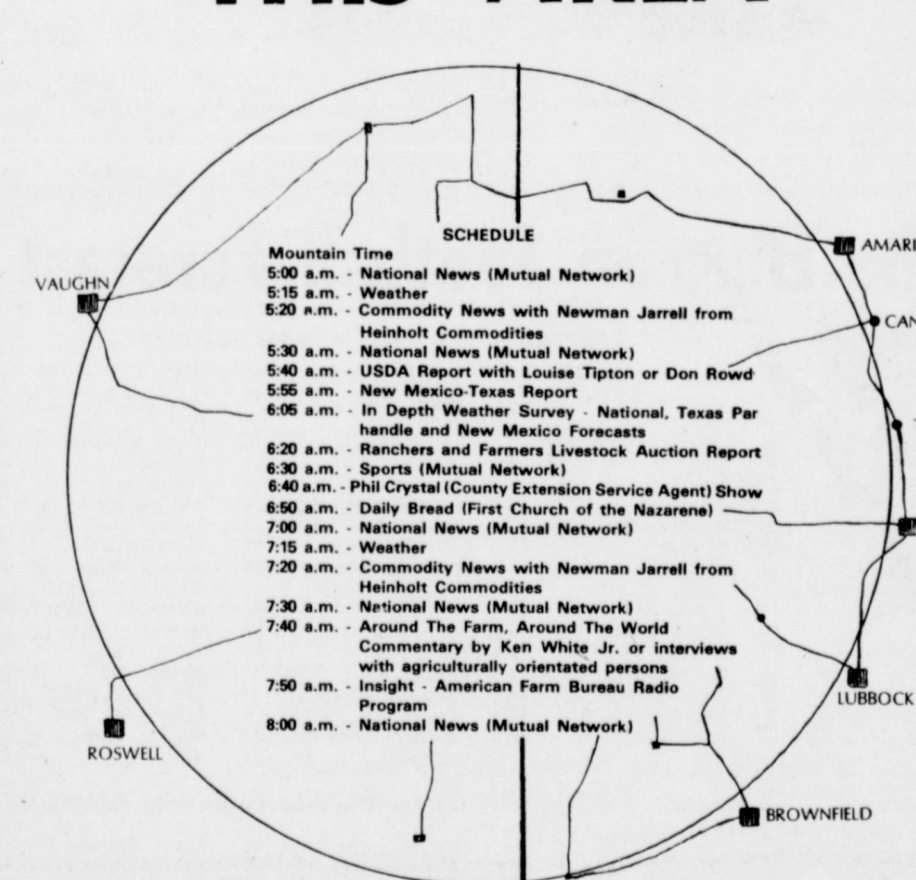 THIS AREA
VAUGHN
AMARI
CAN
SCHEDULE
Mountain Time
5:00 a.m. - National News (Mutual Network)
5:15 a.m. - Weather
5:20 a.m. - Commodity News with Newman Jarrell from
Heinholt Commodities
5:30 a.m. - National News (Mutual Network)
5:40 a.m. - USDA Report with Louise Tipton or Don Rowd
5:55 a.m. - New Mexico-Texas Report
6:05 a.m. - In Depth Weather Survey - National, Texas Par
handle and New Mexico Forecasts
6:20 a.m. - Ranchers and Farmers Livestock Auction Report
6:30 a.m. - Sports (Mutual Network)
6:40 a.m. - Phil Crystal (County Extension Service Agent) Show
6:50 a.m. - Daily Bread (First Church of the Nazarene)
7:00 a.m. - National News (Mutual Network)
7:15 a.m. - Weather
7:20 a.m. - Commodity News with Newman Jarrell from
Heinholt Commodities
7:30 a.m. - National News (Mutual Network)
7:40 a.m. - Around The Farm, Around The World
Commentary by Ken White Jr. or interviews
with agriculturally orientated persons
7:50 a.m. - Insight - American Farm Bureau Radio
Program
8:00 a.m. - National News (Mutual Network)
ROSWELL
LUBBOCK
BROWNFIELD